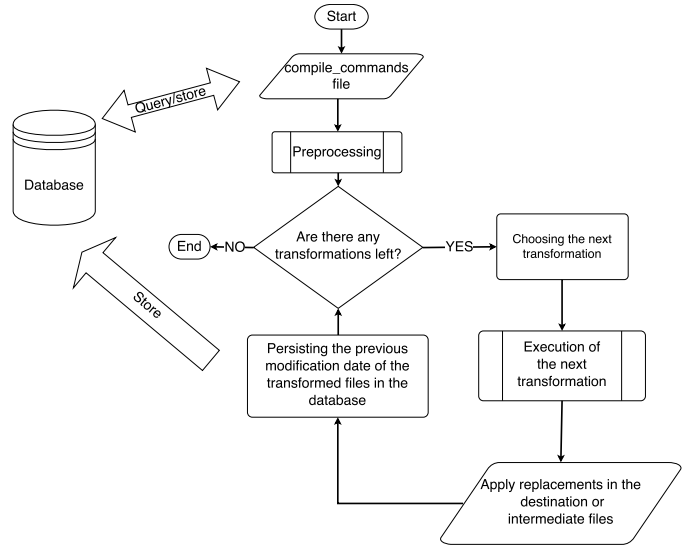 Start
compile_commands
file
Query/store
Preprocessing
Database
Are there any
transformations left?
End
NO
YES
Choosing the next
transformation
Store
Persisting the previous
modification date of the
transformed files in the
database
Execution of
the next
transformation
Apply replacements in the
destination or
intermediate files